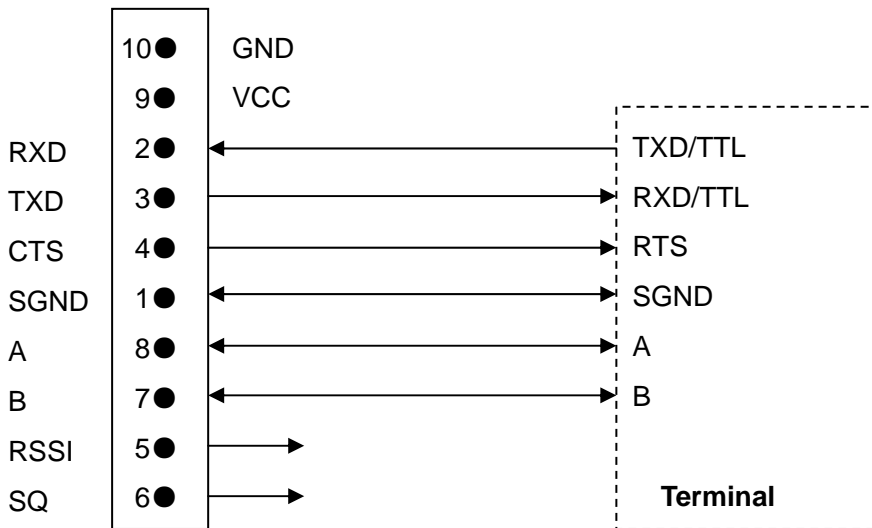 10 GND
9 VCC
RXD 2 TXD/TTL
TXD 3 RXD/TTL
CTS 4 RTS
SGND 1 SGND
A 8 A
B 7 B
RSSI 5
SQ 6 Terminal